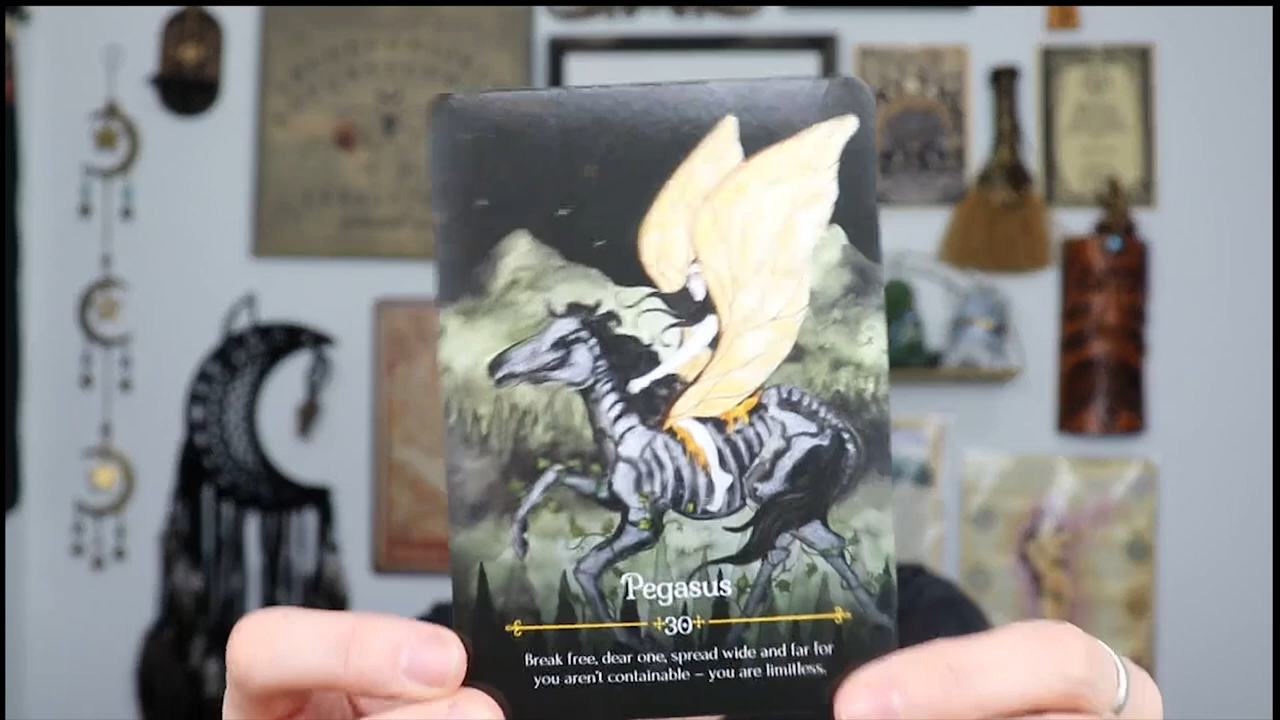 Pegasus
30
Break free, dear one, spread wide and far for
you aren't containable – you are limitless.